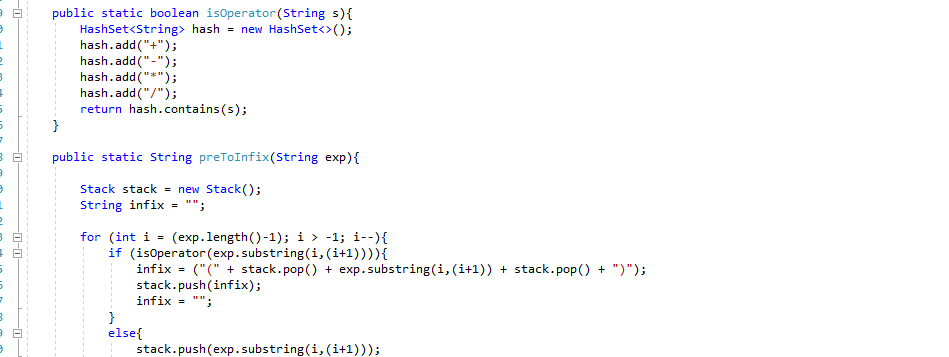 public static boolean isOperator(String s){
HashSet<String> hash = new HashSet<>();
hash.add("+");
hash.add("-");
hash.add("*");
hash.add("/");
return hash.contains(s);
}
public static String preToInfix(String exp){
Stack stack = new Stack();
String infix = "";
for (int i = (exp.length()-1); i > -1; i--){
if (isOperator(exp.substring(i,(i+1)))){
infix = ("(" + stack.pop() + exp.substring(i,(i+1)) + stack.pop() + ")");
stack.push(infix);
infix = "";
}
else{
stack.push(exp.substring(i,(i+1)));